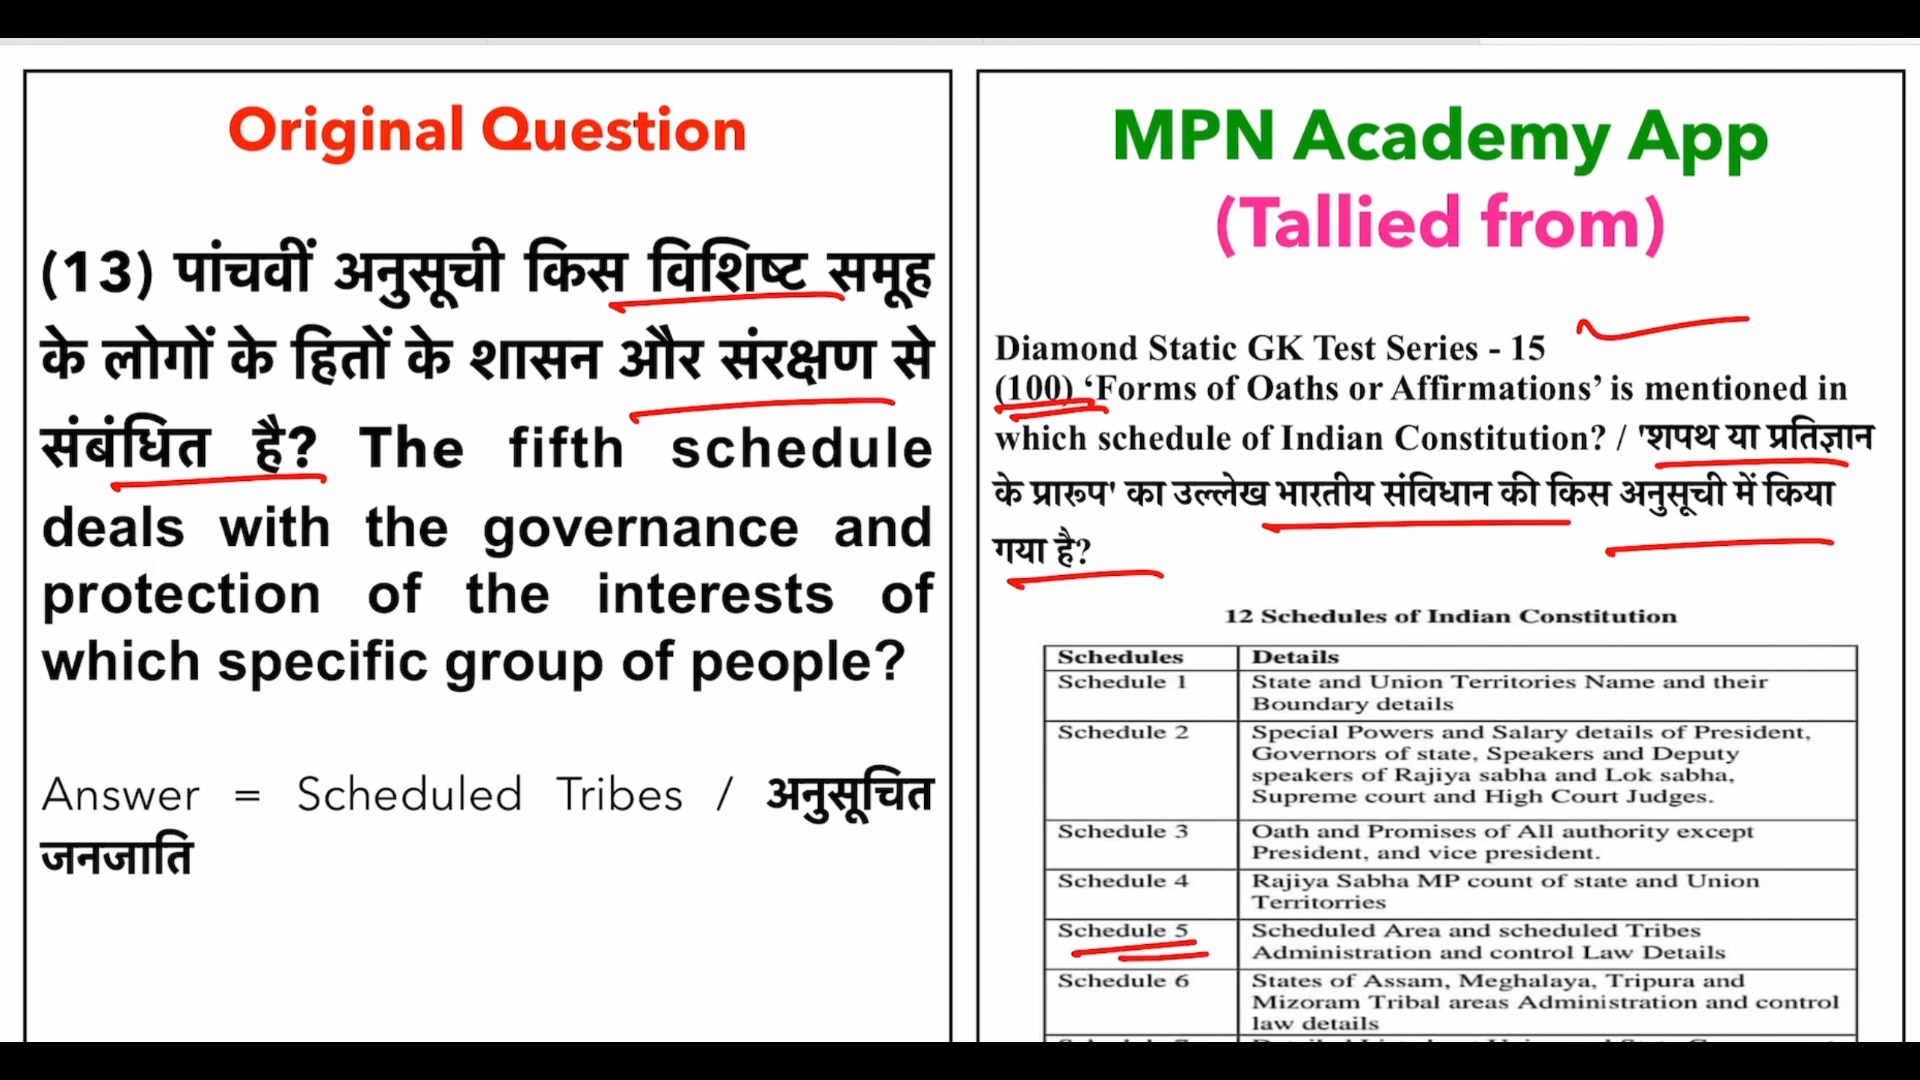 Original Question
(13) पांचवीं अनुसूची किस विशिष्ट समूह
के लोगों के हितों के शासन और संरक्षण से
संबंधित है? The fifth schedule
deals with the governance and
protection of the interests of
which specific group of people?
Answer = Scheduled Tribes / अनुसूचित
जनजाति
MPN Academy App
(Tallied from)
Diamond Static GK Test Series - 15
(100) ‘Forms of Oaths or Affirmations’ is mentioned in
which schedule of Indian Constitution? / 'शपथ या प्रतिज्ञान
के प्रारूप' का उल्लेख भारतीय संविधान की किस अनुसूची में किया
गया है?
12 Schedules of Indian Constitution
Schedules Details
Schedule 1 State and Union Territories Name and their
Boundary details
Schedule 2 Special Powers and Salary details of President,
Governors of state, Speakers and Deputy
speakers of Rajiya sabha and Lok sabha,
Supreme court and High Court Judges.
Schedule 3 Oath and Promises of All authority except
President, and vice president.
Schedule 4 Rajiya Sabha MP count of state and Union
Territorries
Schedule 5 Scheduled Area and scheduled Tribes
Administration and control Law Details
Schedule 6 States of Assam, Meghalaya, Tripura and
Mizoram Tribal areas Administration and control
law details